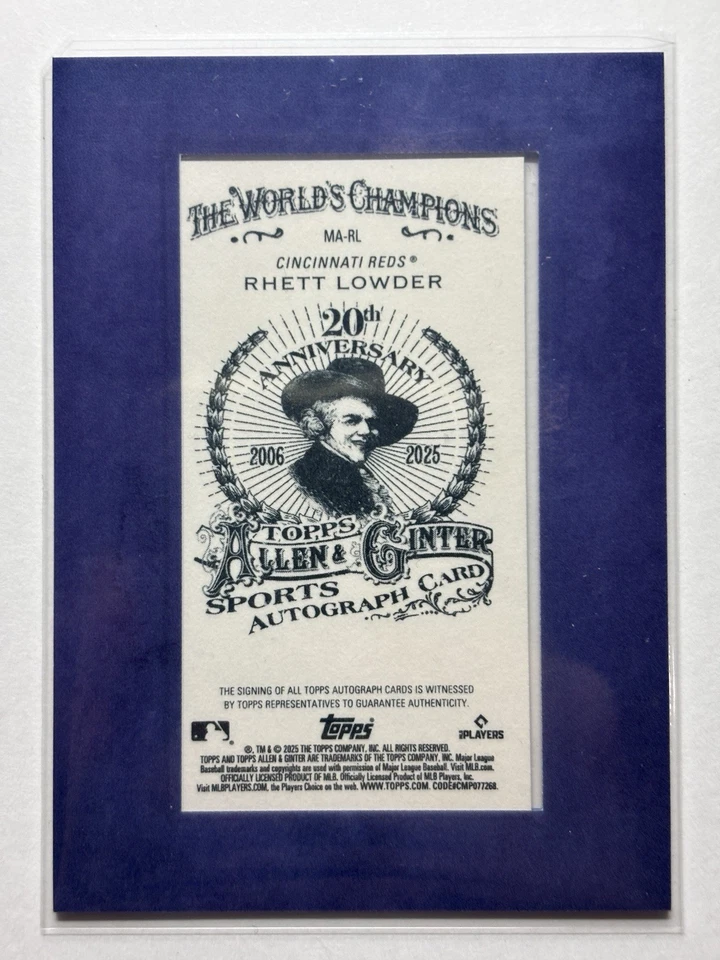 THE WORLD'S CHAMPIONS
MA-RL
CINCINNATI REDS®
RHETT LOWDER
20th
ANNIVERSARY
2006 2025
TOPPS
ALLEN & GINTER
SPORTS
AUTOGRAPH CARD
THE SIGNING OF ALL TOPPS AUTOGRAPH CARDS IS WITNESSED
BY TOPPS REPRESENTATIVES TO GUARANTEE AUTHENTICITY.
Topps
PLAYERS
®, TM & © 2025 THE TOPPS COMPANY, INC. ALL RIGHTS RESERVED.
TOPPS AND TOPPS ALLEN & GINTER ARE TRADEMARKS OF THE TOPPS COMPANY, INC. Major League
Baseball trademarks and copyrights are used with permission of Major League Baseball. Visit MLB.com.
OFFICIALLY LICENSED PRODUCT OF MLB. Officially Licensed Product of MLB Players, Inc.
Visit MLBPLAYERS.COM, the Players Choice on the web. WWW.TOPPS.COM. CODE#CMP077268.